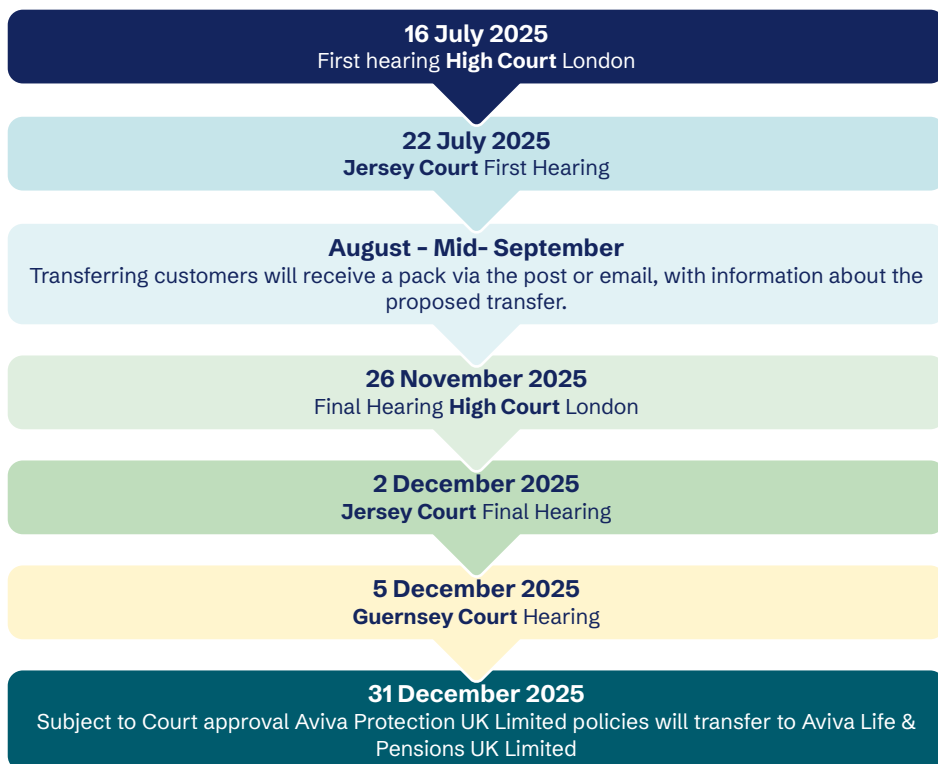 16 July 2025
First hearing High Court London
22 July 2025
Jersey Court First Hearing
August – Mid- September
Transferring customers will receive a pack via the post or email, with information about the
proposed transfer.
26 November 2025
Final Hearing High Court London
2 December 2025
Jersey Court Final Hearing
5 December 2025
Guernsey Court Hearing
31 December 2025
Subject to Court approval Aviva Protection UK Limited policies will transfer to Aviva Life &
Pensions UK Limited